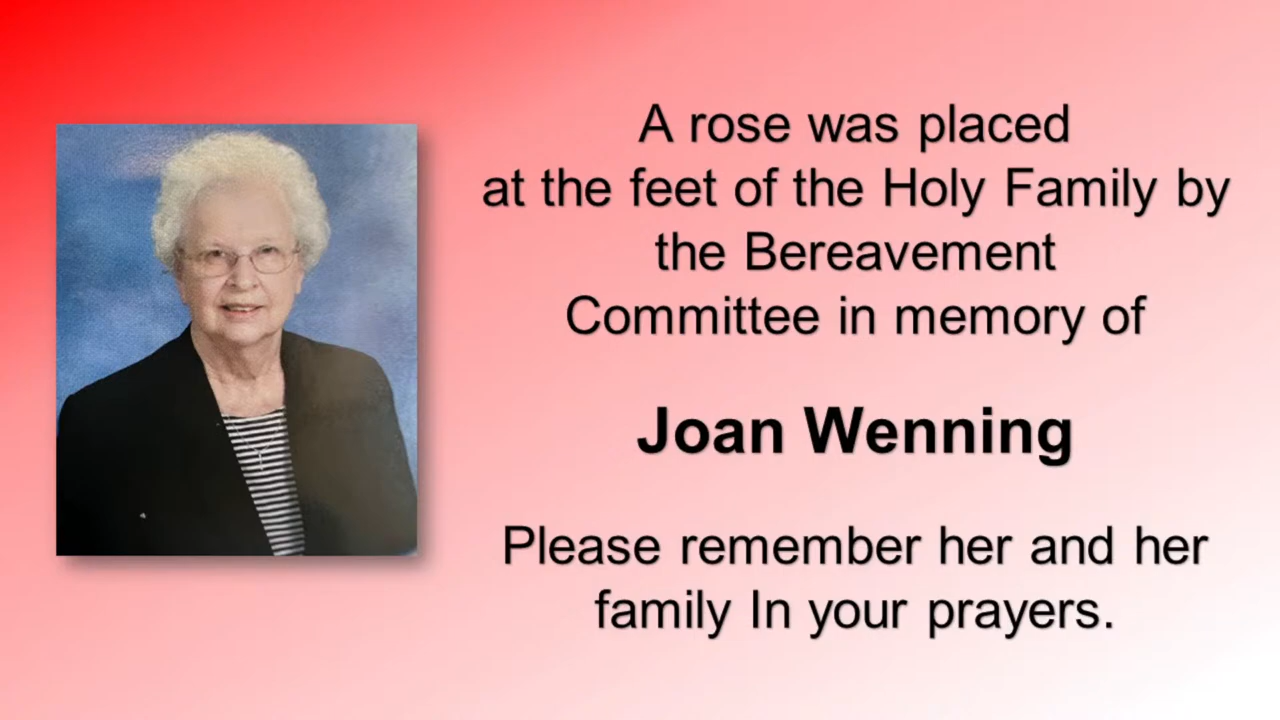 A rose was placed
at the feet of the Holy Family by
the Bereavement
Committee in memory of
Joan Wenning
Please remember her and her
family In your prayers.